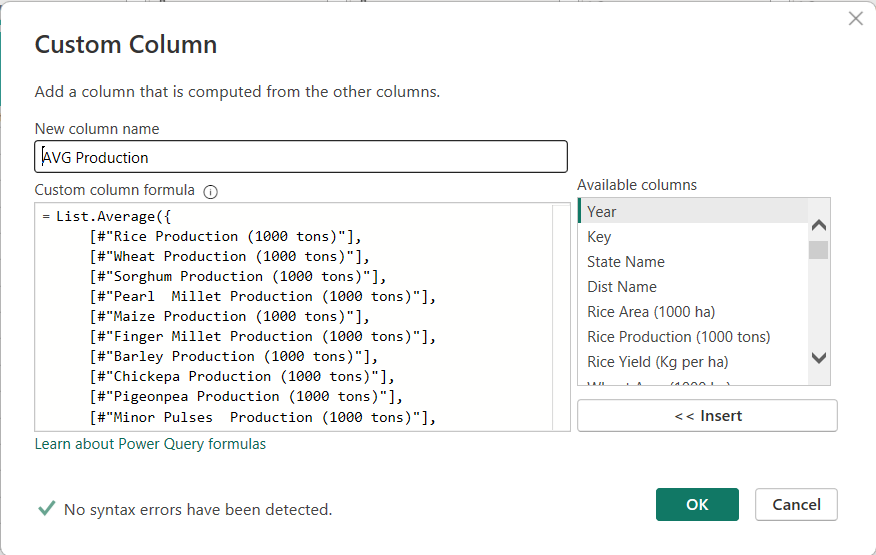 Custom Column
Add a column that is computed from the other columns.
New column name
AVG Production
Custom column formula
= List.Average({
[#"Rice Production (1000 tons)"],
[#"Wheat Production (1000 tons)"],
[#"Sorghum Production (1000 tons)"],
[#"Pearl  Millet Production (1000 tons)"],
[#"Maize Production (1000 tons)"],
[#"Finger Millet Production (1000 tons)"],
[#"Barley Production (1000 tons)"],
[#"Chickepa Production (1000 tons)"],
[#"Pigeonpea Production (1000 tons)"],
[#"Minor Pulses  Production (1000 tons)"],
Available columns
Year
Key
State Name
Dist Name
Rice Area (1000 ha)
Rice Production (1000 tons)
Rice Yield (Kg per ha)
<< Insert
Learn about Power Query formulas
No syntax errors have been detected.
OK
Cancel